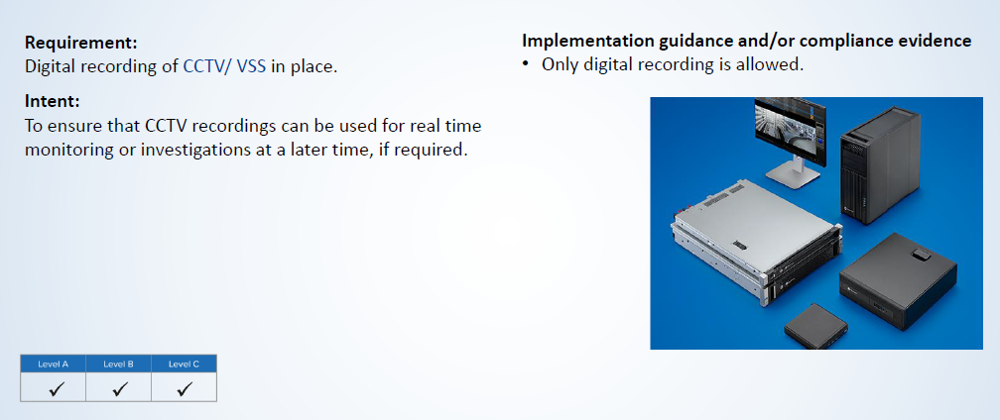 Requirement:
Digital recording of CCTV/ VSS in place.
Intent:
To ensure that CCTV recordings can be used for real time
monitoring or investigations at a later time, if required.
Implementation guidance and/or compliance evidence
• Only digital recording is allowed.
Level A Level B Level C
✓ ✓ ✓